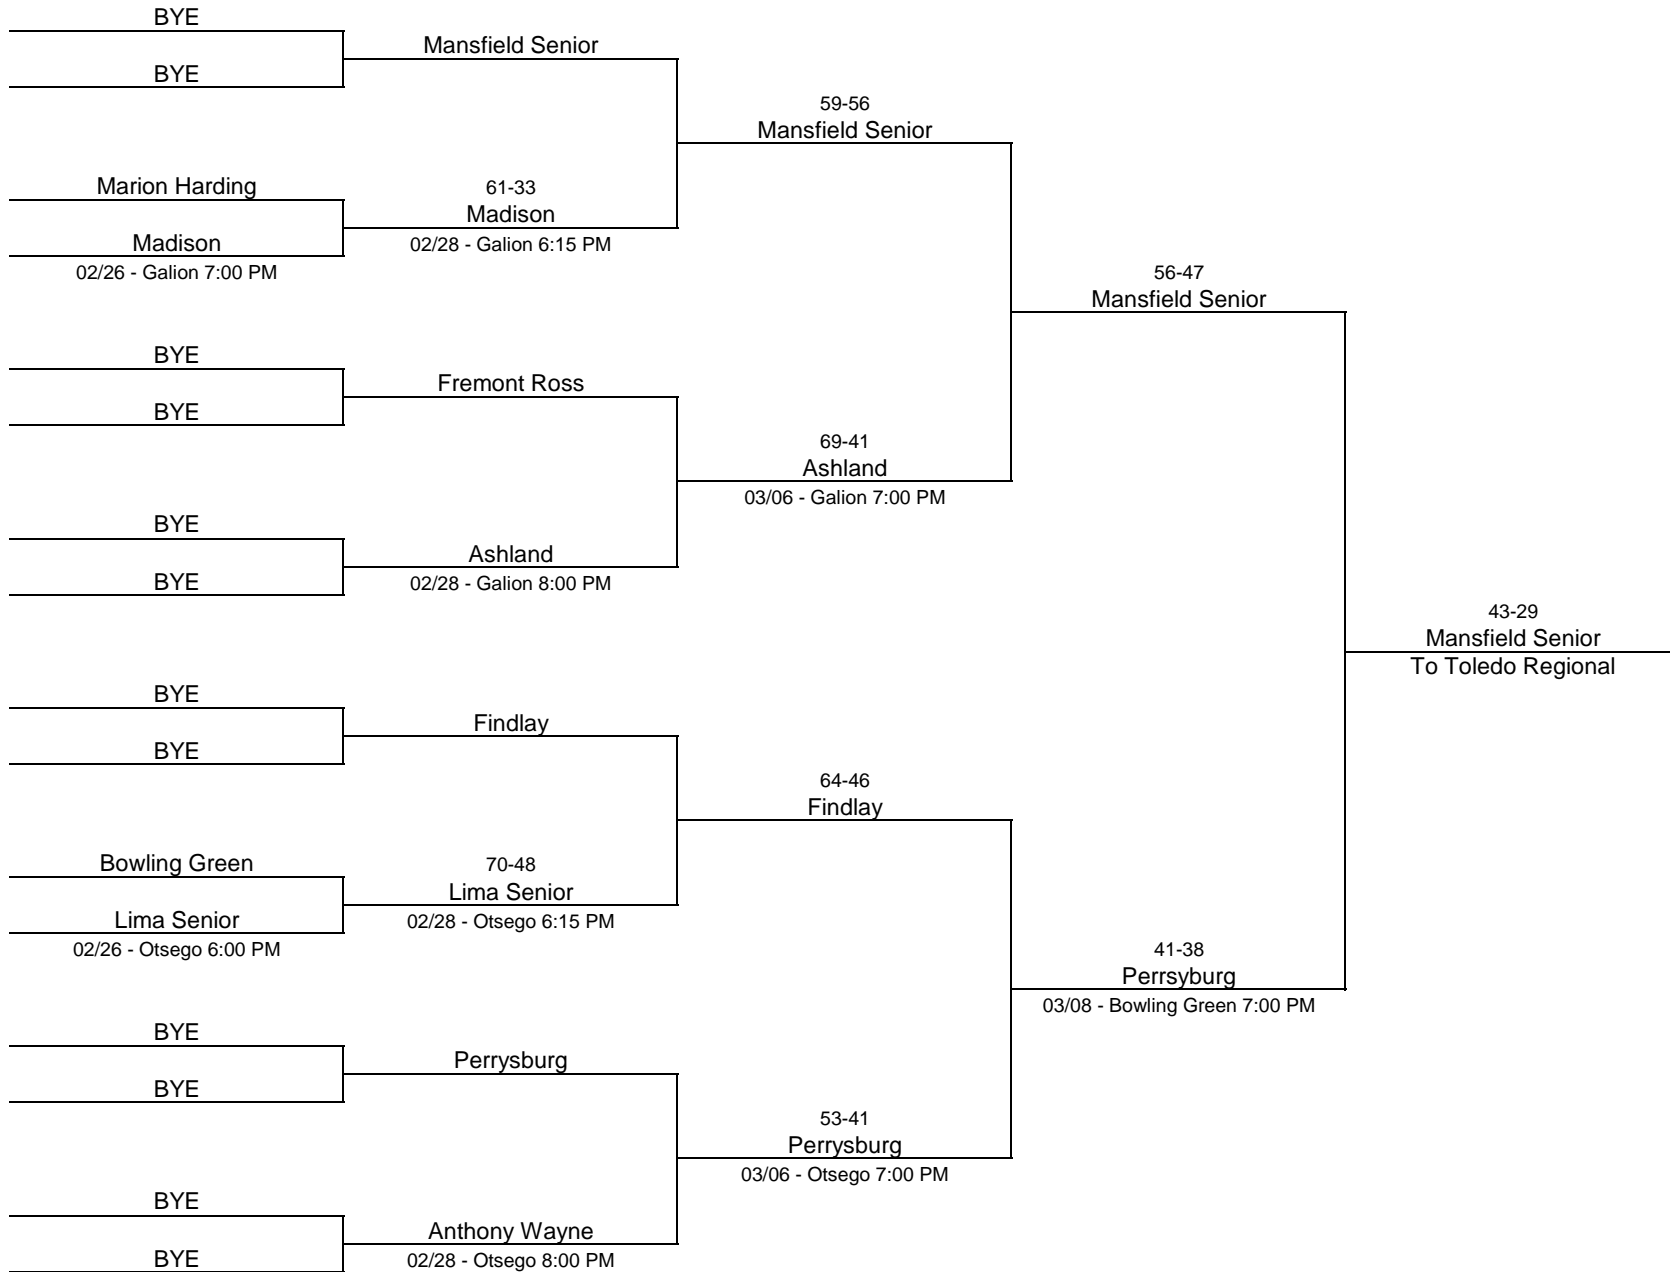 BYE
Mansfield Senior
BYE
59-56
Mansfield Senior
Marion Harding
61-33
Madison
Madison
02/28 - Galion 6:15 PM
02/26 - Galion 7:00 PM
56-47
Mansfield Senior
BYE
Fremont Ross
BYE
69-41
Ashland
03/06 - Galion 7:00 PM
BYE
Ashland
BYE
02/28 - Galion 8:00 PM
43-29
Mansfield Senior
To Toledo Regional
BYE
Findlay
BYE
64-46
Findlay
Bowling Green
70-48
Lima Senior
Lima Senior
02/28 - Otsego 6:15 PM
02/26 - Otsego 6:00 PM
41-38
Perrsyburg
03/08 - Bowling Green 7:00 PM
BYE
Perrysburg
BYE
53-41
Perrysburg
03/06 - Otsego 7:00 PM
BYE
Anthony Wayne
BYE
02/28 - Otsego 8:00 PM